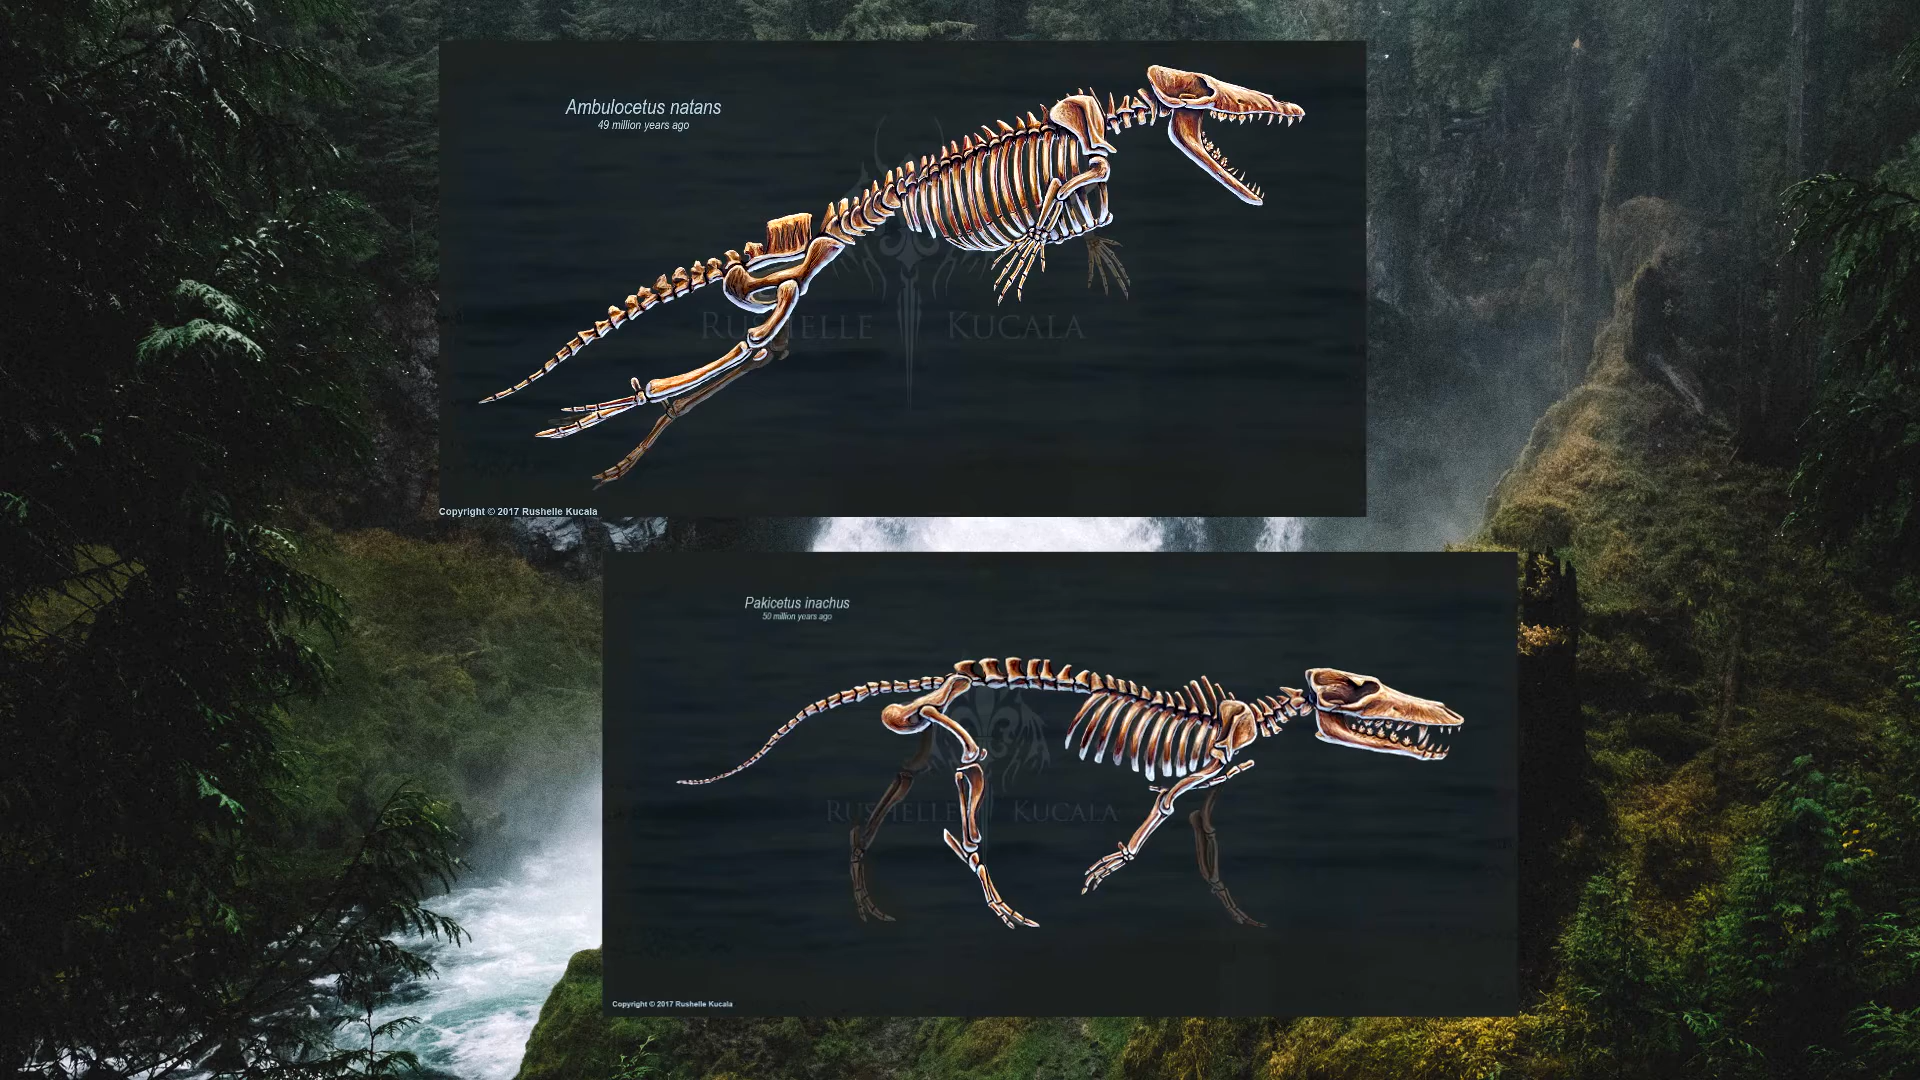 Ambulocetus natans
49 million years ago
RUSHELLE KUCALA
Copyright © 2017 Rushelle Kucala
Pakicetus inachus
50 million years ago
RUSHELLE KUCALA
Copyright © 2017 Rushelle Kucala